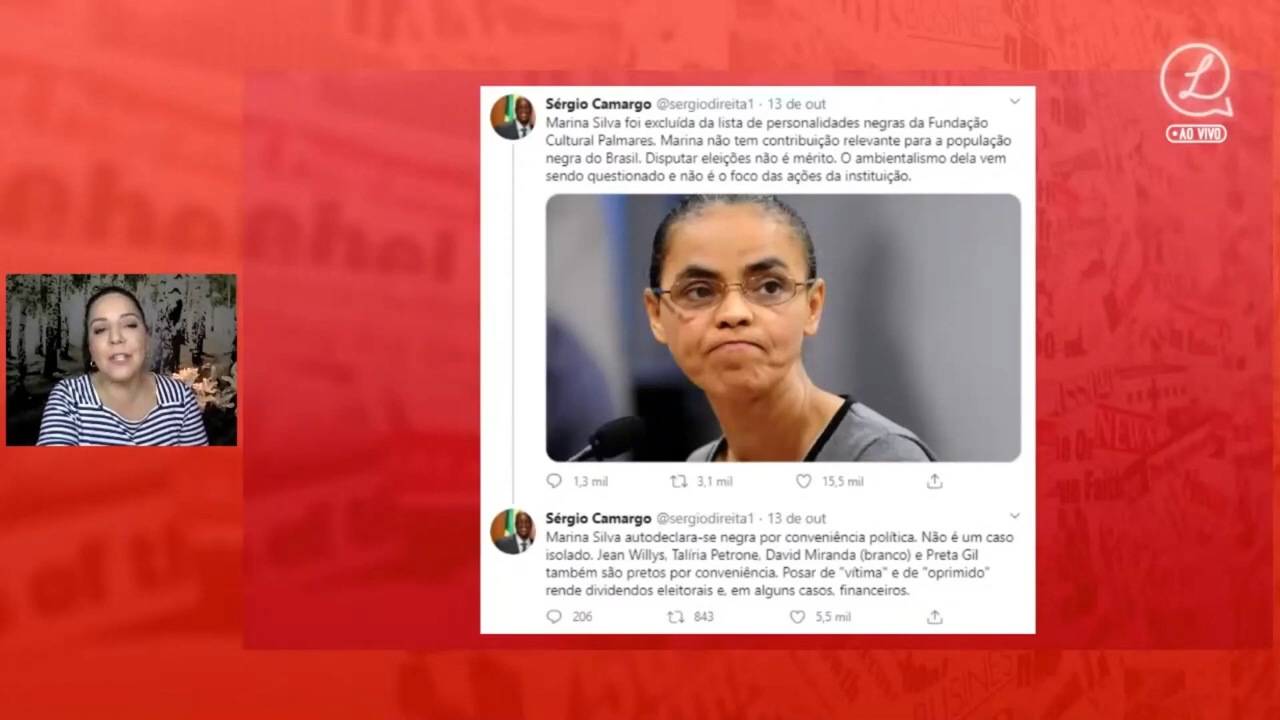 Sérgio Camargo @sergiodireita1 · 13 de out
Marina Silva foi excluída da lista de personalidades negras da Fundação
Cultural Palmares. Marina não tem contribuição relevante para a população
negra do Brasil. Disputar eleições não é mérito. O ambientalismo dela vem
sendo questionado e não é o foco das ações da instituição.
1,3 mil 3,1 mil 15,5 mil
Sérgio Camargo @sergiodireita1 · 13 de out
Marina Silva autodeclara-se negra por conveniência política. Não é um caso
isolado. Jean Willys, Talíria Petrone, David Miranda (branco) e Preta Gil
também são pretos por conveniência. Posar de "vítima" e de "oprimido"
rende dividendos eleitorais e, em alguns casos, financeiros.
206 843 5,5 mil
L
• AO VIVO
BUSINES
NEWS